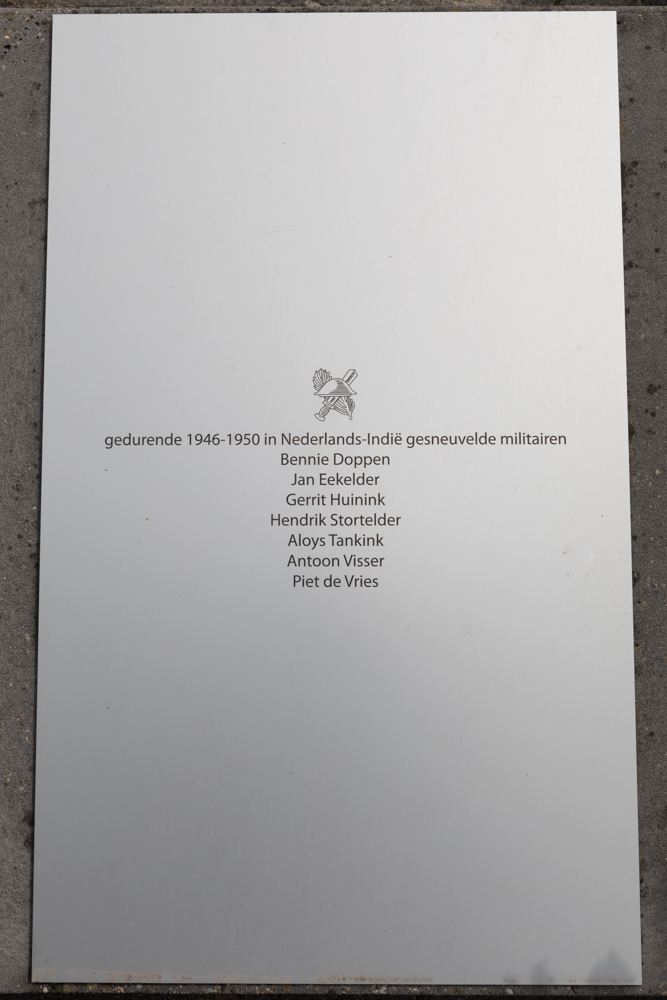 gedurende 1946-1950 in Nederlands-Indië gesneuvelde militairen
Bennie Doppen
Jan Eekelder
Gerrit Huinink
Hendrik Stortelder
Aloys Tankink
Antoon Visser
Piet de Vries